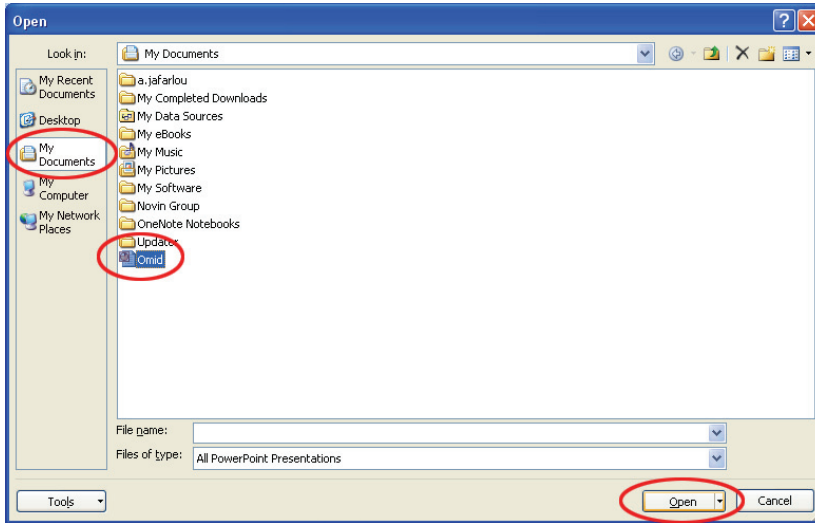 Open
Look in:
My Documents
My Recent
Documents
Desktop
My
Documents
My
Computer
My Network
Places
a.jafarlou
My Completed Downloads
My Data Sources
My eBooks
My Music
My Pictures
My Software
Novin Group
OneNote Notebooks
Updater
Omid
File name:
Files of type:
All PowerPoint Presentations
Tools
Open
Cancel